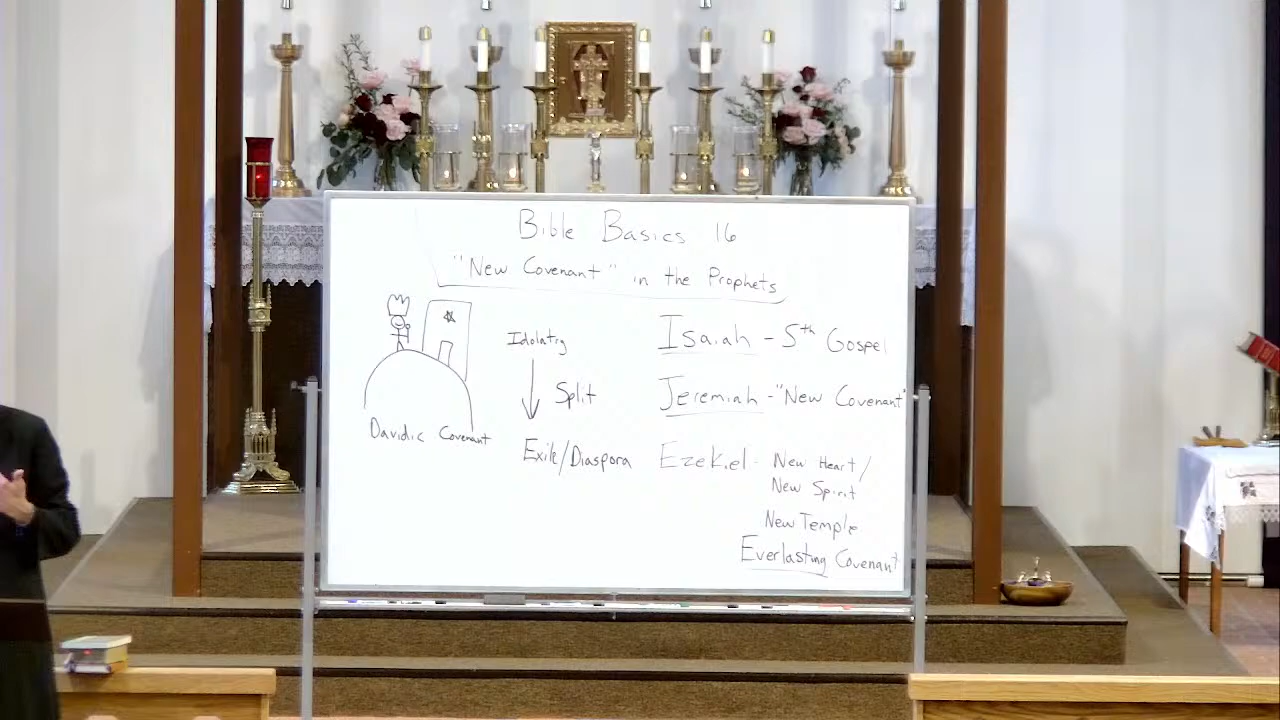 Bible Basics 16
"New Covenant" in the Prophets
Davidic Covenant
Idolatry
Split
Exile/Diaspora
Isaiah - 5th Gospel
Jeremiah - "New Covenant"
Ezekiel - New Heart/
New Spirit
New Temple
Everlasting Covenant